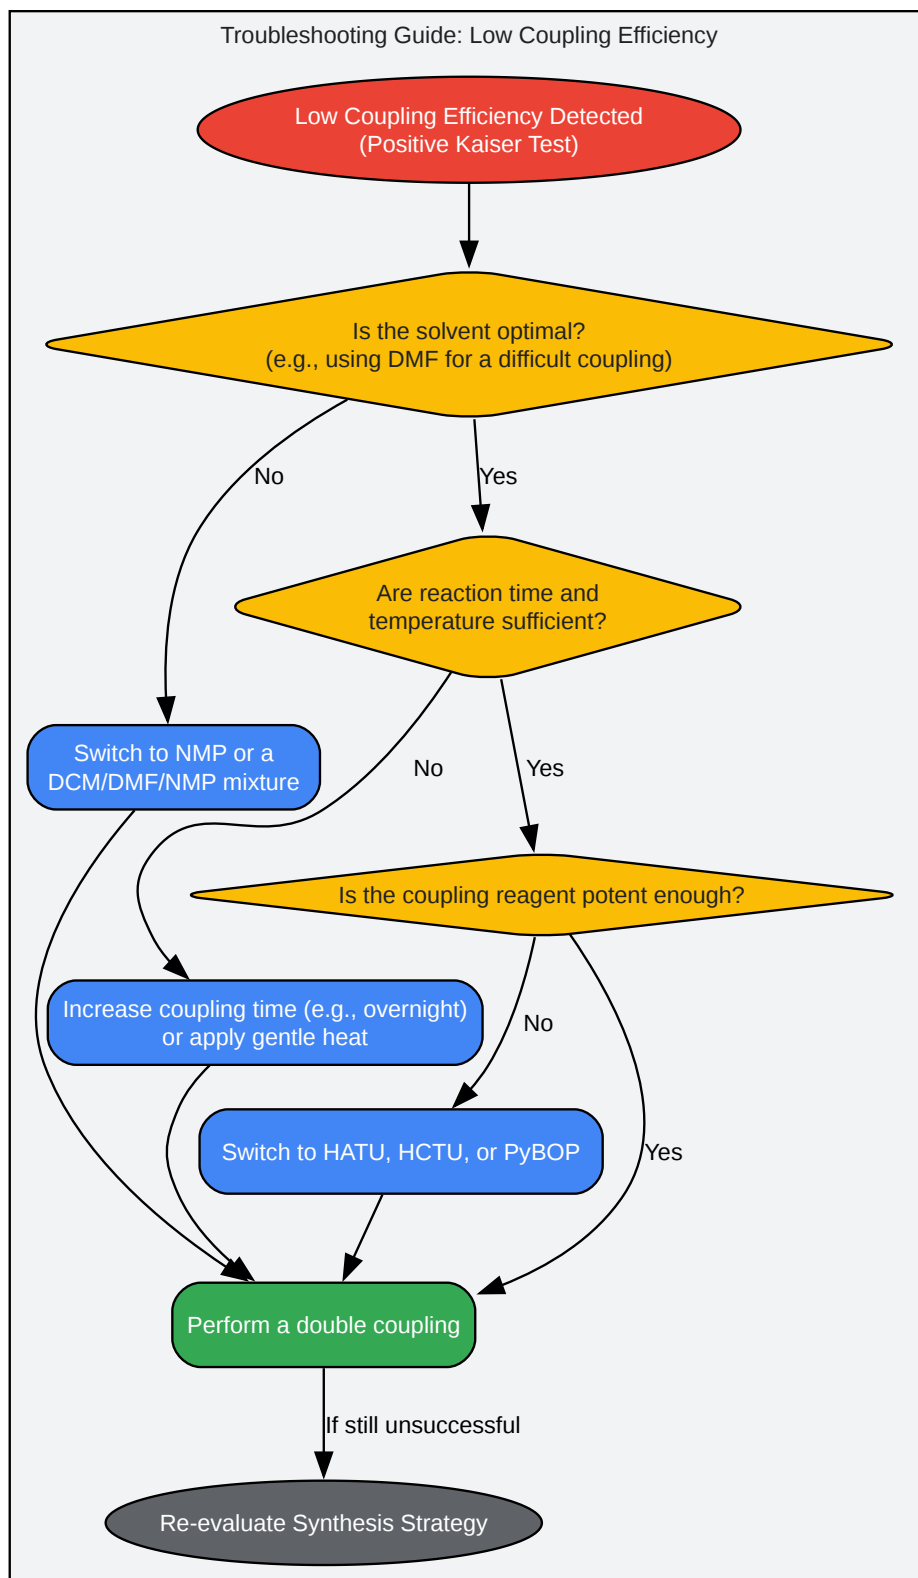 Troubleshooting Guide: Low Coupling Efficiency
Low Coupling Efficiency Detected
(Positive Kaiser Test)
Is the solvent optimal?
(e.g., using DMF for a difficult coupling)
No
Yes
Are reaction time and
temperature sufficient?
Switch to NMP or a
DCM/DMF/NMP mixture
No
Yes
Is the coupling reagent potent enough?
Increase coupling time (e.g., overnight)
or apply gentle heat
No
Switch to HATU, HCTU, or PyBOP
Yes
Perform a double coupling
If still unsuccessful
Re-evaluate Synthesis Strategy